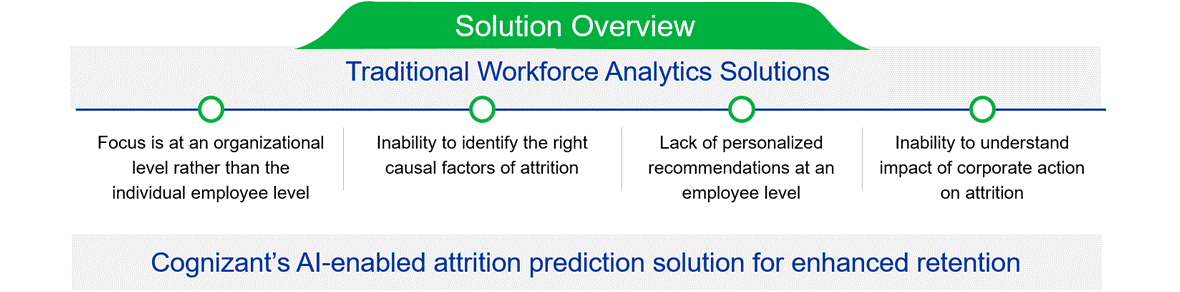 Solution Overview
Traditional Workforce Analytics Solutions
Focus is at an organizational
level rather than the
individual employee level
Inability to identify the right
causal factors of attrition
Lack of personalized
recommendations at an
employee level
Inability to understand
impact of corporate action
on attrition
Cognizant’s AI-enabled attrition prediction solution for enhanced retention